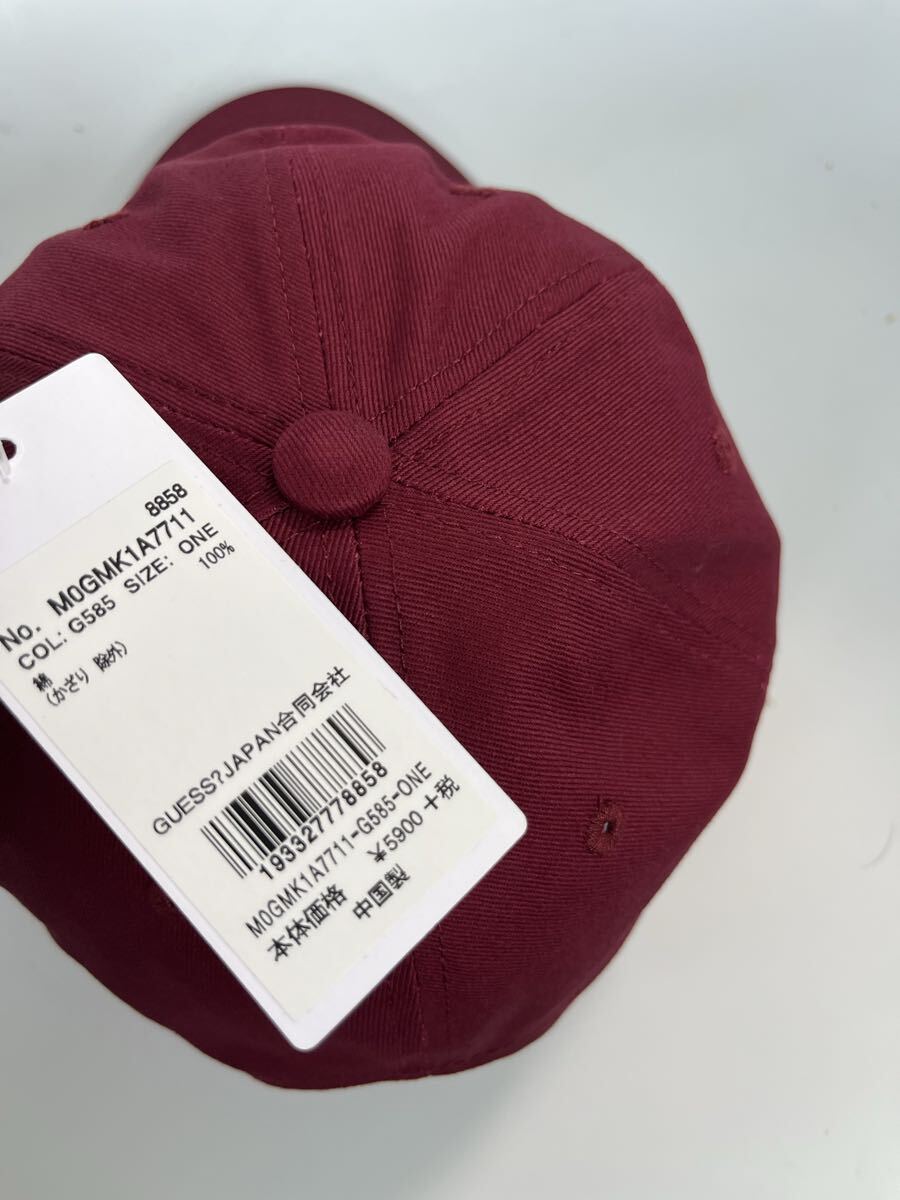 8858
No. M0GMK1A7711
COL: G585 SIZE: ONE
綿 100%
(かざり 除外)
GUESS?JAPAN合同会社
193327778858
M0GMK1A7711-G585-ONE
本体価格 ¥5900+税
中国製